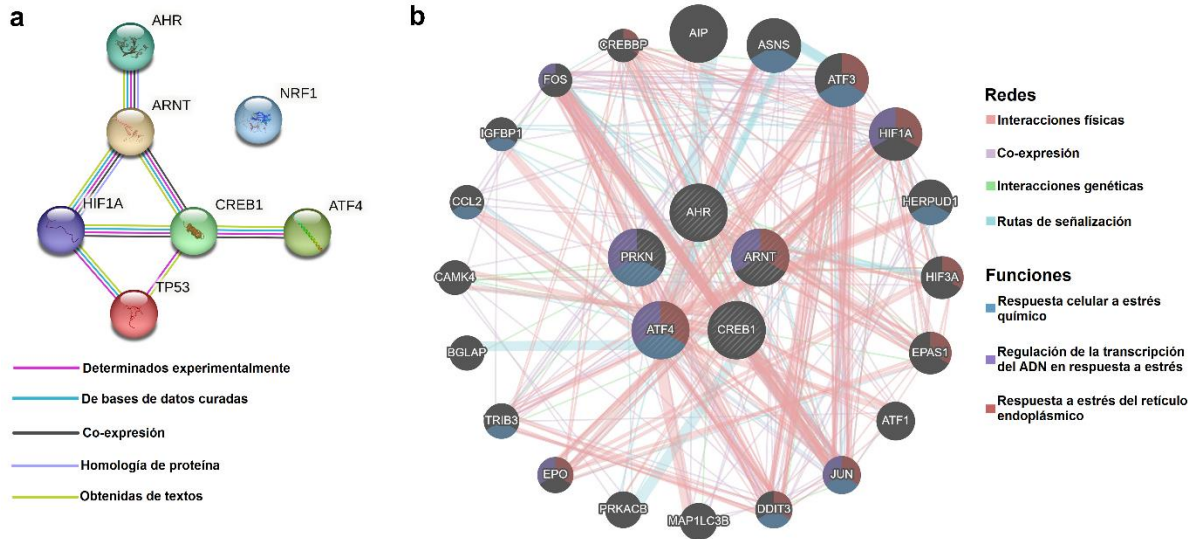 a
AHR
ARNT
NRF1
HIF1A
CREB1
ATF4
TP53
Determinados experimentalmente
De bases de datos curadas
Co-expresión
Homología de proteína
Obtenidas de textos
b
AIP
ASNS
ATF3
HIF1A
HERPUD1
HIF3A
EPAS1
ATF1
JUN
DDIT3
MAP1LC3B
PRKACB
EPO
TRIB3
BGLAP
CAMK4
CCL2
IGFBP1
FOS
CREBBP
AHR
PRKN
ARNT
ATF4
CREB1
Redes
Interacciones físicas
Co-expresión
Interacciones genéticas
Rutas de señalización
Funciones
Respuesta celular a estrés
químico
Regulación de la transcripción
del ADN en respuesta a estrés
Respuesta a estrés del retículo
endoplásmico